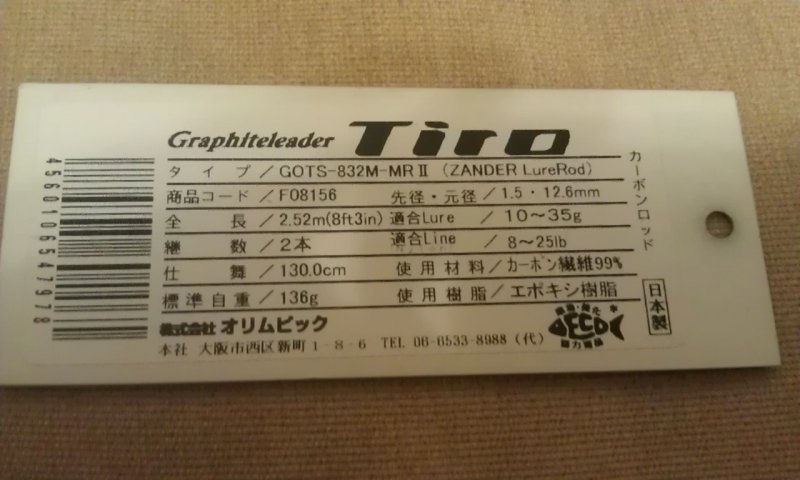 Graphiteleader Tiro
カーボンロッド
タイプ / GOTS-832M-MRⅡ (ZANDER LureRod)
商品コード / F08156 先径・元径 / 1.5・12.6mm
全長 / 2.52m(8ft3in) 適合Lure / 10～35g
継数 / 2本 適合Line / 8～25lb
仕舞 / 130.0cm 使用材料 / カーボン繊維99%
標準自重 / 136g 使用樹脂 / エポキシ樹脂
日本製
株式会社 オリムピック
本社 大阪市西区新町1-8-6 TEL 06-6533-8988 (代)
ECO
4560106547978